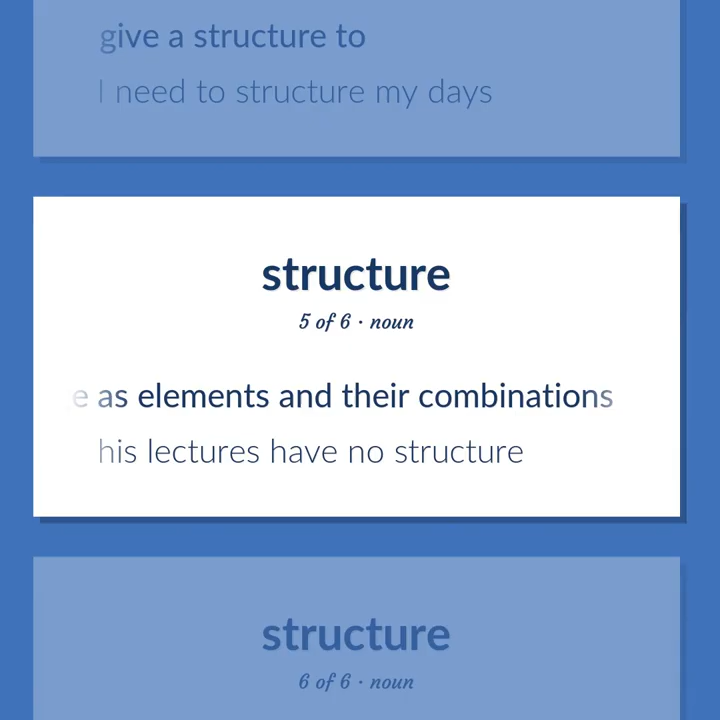 give a structure to
I need to structure my days
structure
5 of 6 · noun
e as elements and their combinations
his lectures have no structure
structure
6 of 6 · noun